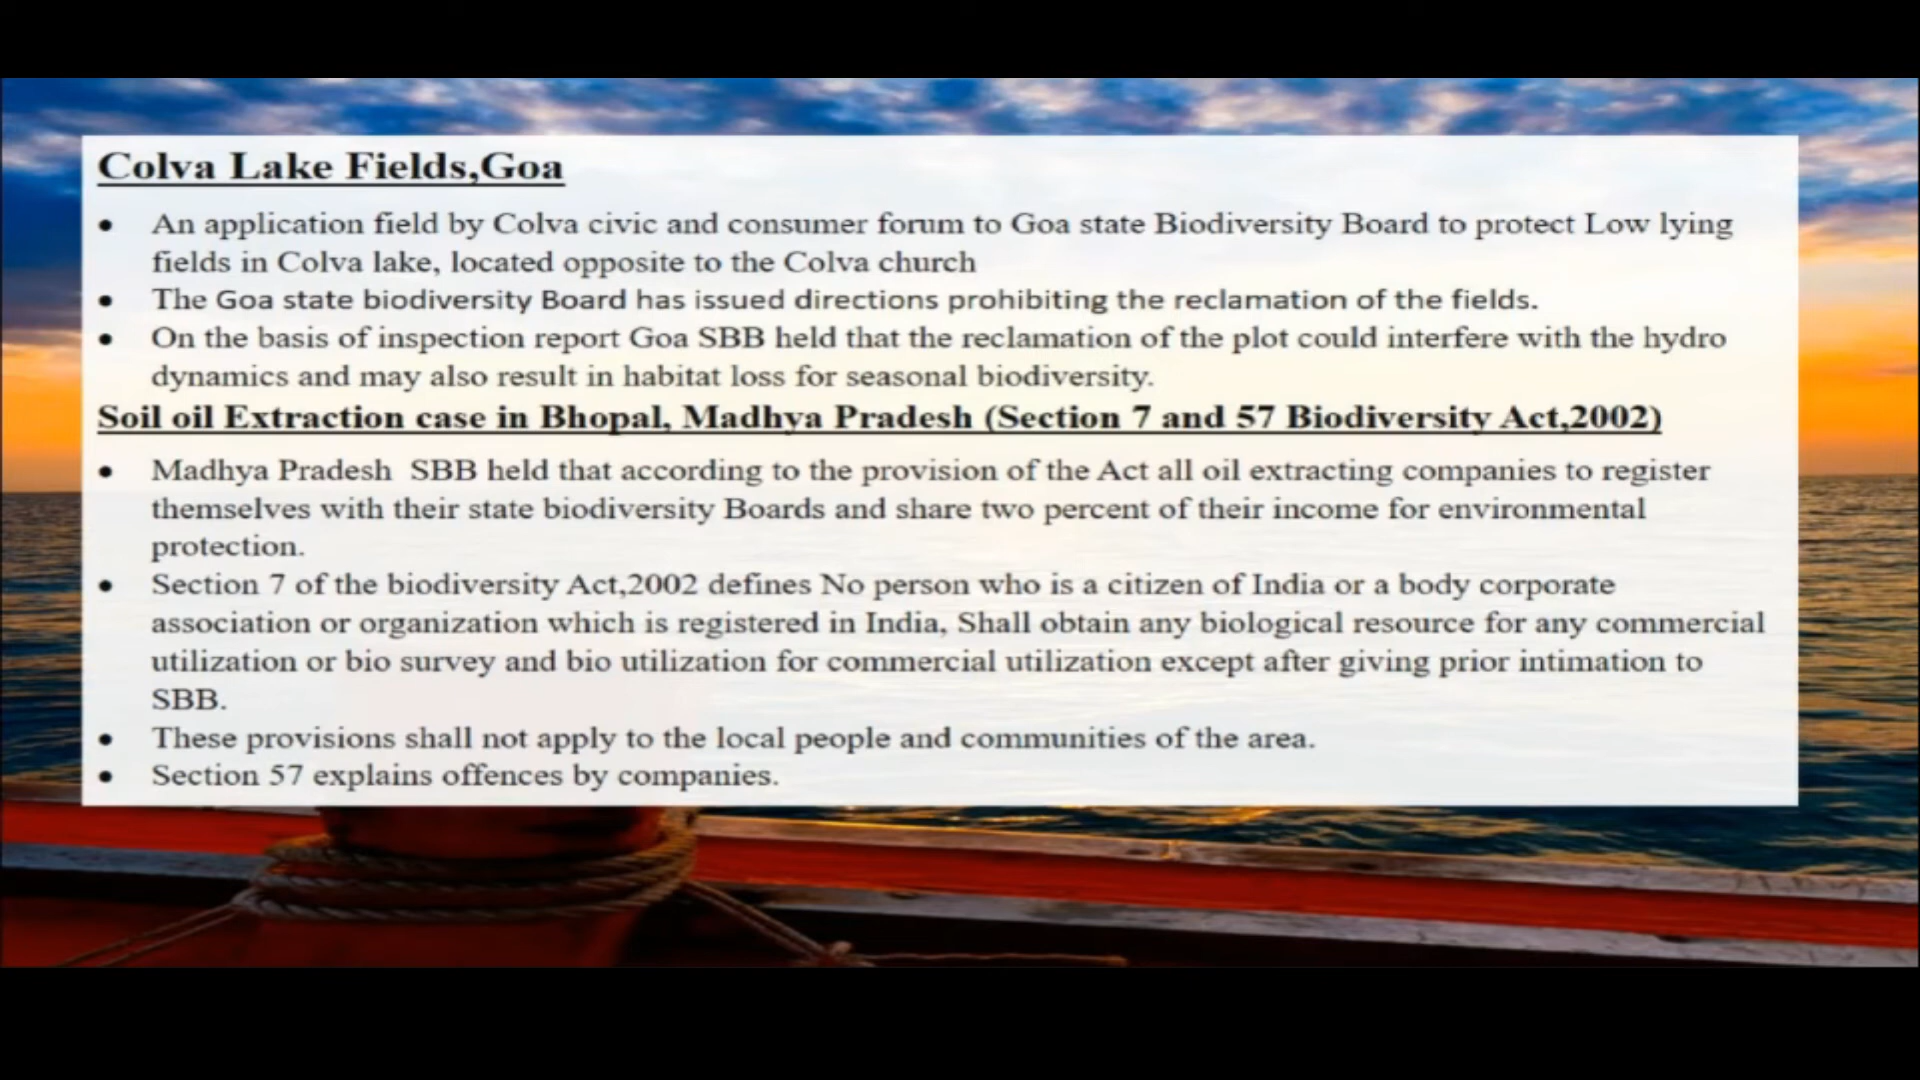 Colva Lake Fields,Goa
• An application field by Colva civic and consumer forum to Goa state Biodiversity Board to protect Low lying
fields in Colva lake, located opposite to the Colva church
• The Goa state biodiversity Board has issued directions prohibiting the reclamation of the fields.
• On the basis of inspection report Goa SBB held that the reclamation of the plot could interfere with the hydro
dynamics and may also result in habitat loss for seasonal biodiversity.
Soil oil Extraction case in Bhopal, Madhya Pradesh (Section 7 and 57 Biodiversity Act,2002)
• Madhya Pradesh SBB held that according to the provision of the Act all oil extracting companies to register
themselves with their state biodiversity Boards and share two percent of their income for environmental
protection.
• Section 7 of the biodiversity Act,2002 defines No person who is a citizen of India or a body corporate
association or organization which is registered in India, Shall obtain any biological resource for any commercial
utilization or bio survey and bio utilization for commercial utilization except after giving prior intimation to
SBB.
• These provisions shall not apply to the local people and communities of the area.
• Section 57 explains offences by companies.